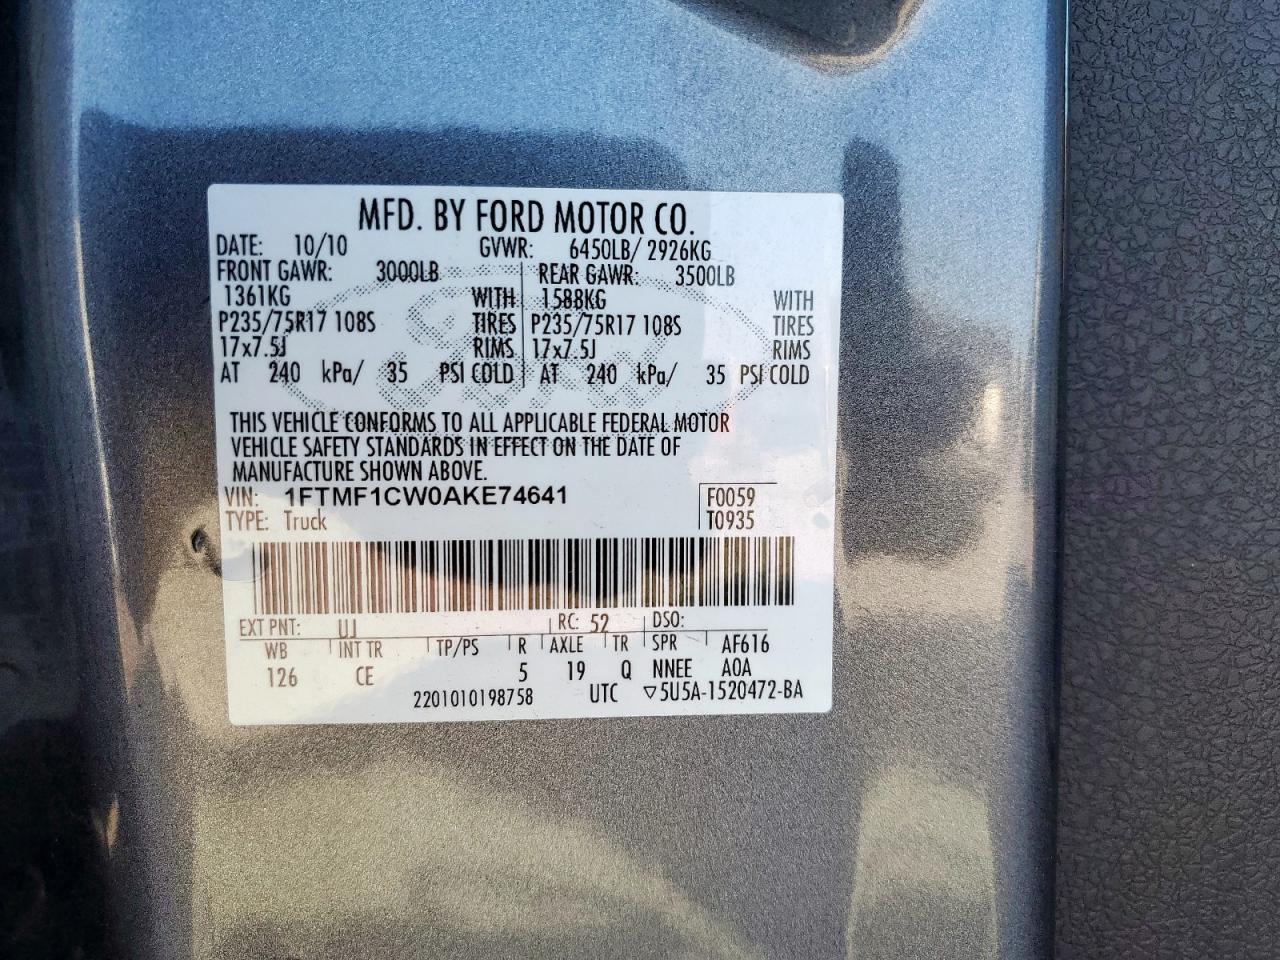 MFD. BY FORD MOTOR CO.
DATE: 10/10 GVWR: 6450LB/ 2926KG
FRONT GAWR: 3000LB REAR GAWR: 3500LB
1361KG WITH 1588KG WITH
P235/75R17 108S TIRES P235/75R17 108S TIRES
17x7.5J RIMS 17x7.5J RIMS
AT 240 kPa/ 35 PSI COLD AT 240 kPa/ 35 PSI COLD
THIS VEHICLE CONFORMS TO ALL APPLICABLE FEDERAL MOTOR
VEHICLE SAFETY STANDARDS IN EFFECT ON THE DATE OF
MANUFACTURE SHOWN ABOVE.
VIN: 1FTMF1CW0AKE74641 F0059
TYPE: Truck T0935
EXT PNT: UJ RC: 52 DSO:
WB INT TR TP/PS R AXLE TR SPR AF616
126 CE 5 19 Q NNEE A0A
2201010198758 UTC ▽5U5A-1520472-BA